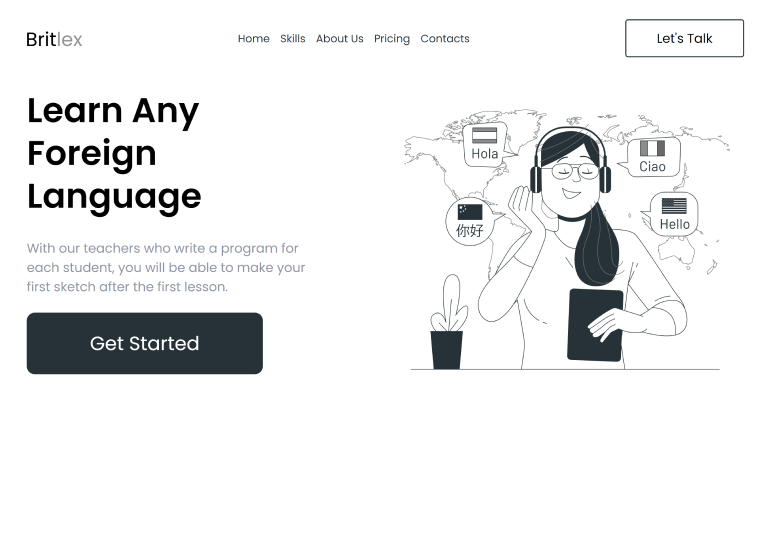 Britlex
Home Skills About Us Pricing Contacts
Let's Talk
Learn Any
Foreign
Language
With our teachers who write a program for
each student, you will be able to make your
first sketch after the first lesson.
Get Started
Hola
Ciao
你好
Hello